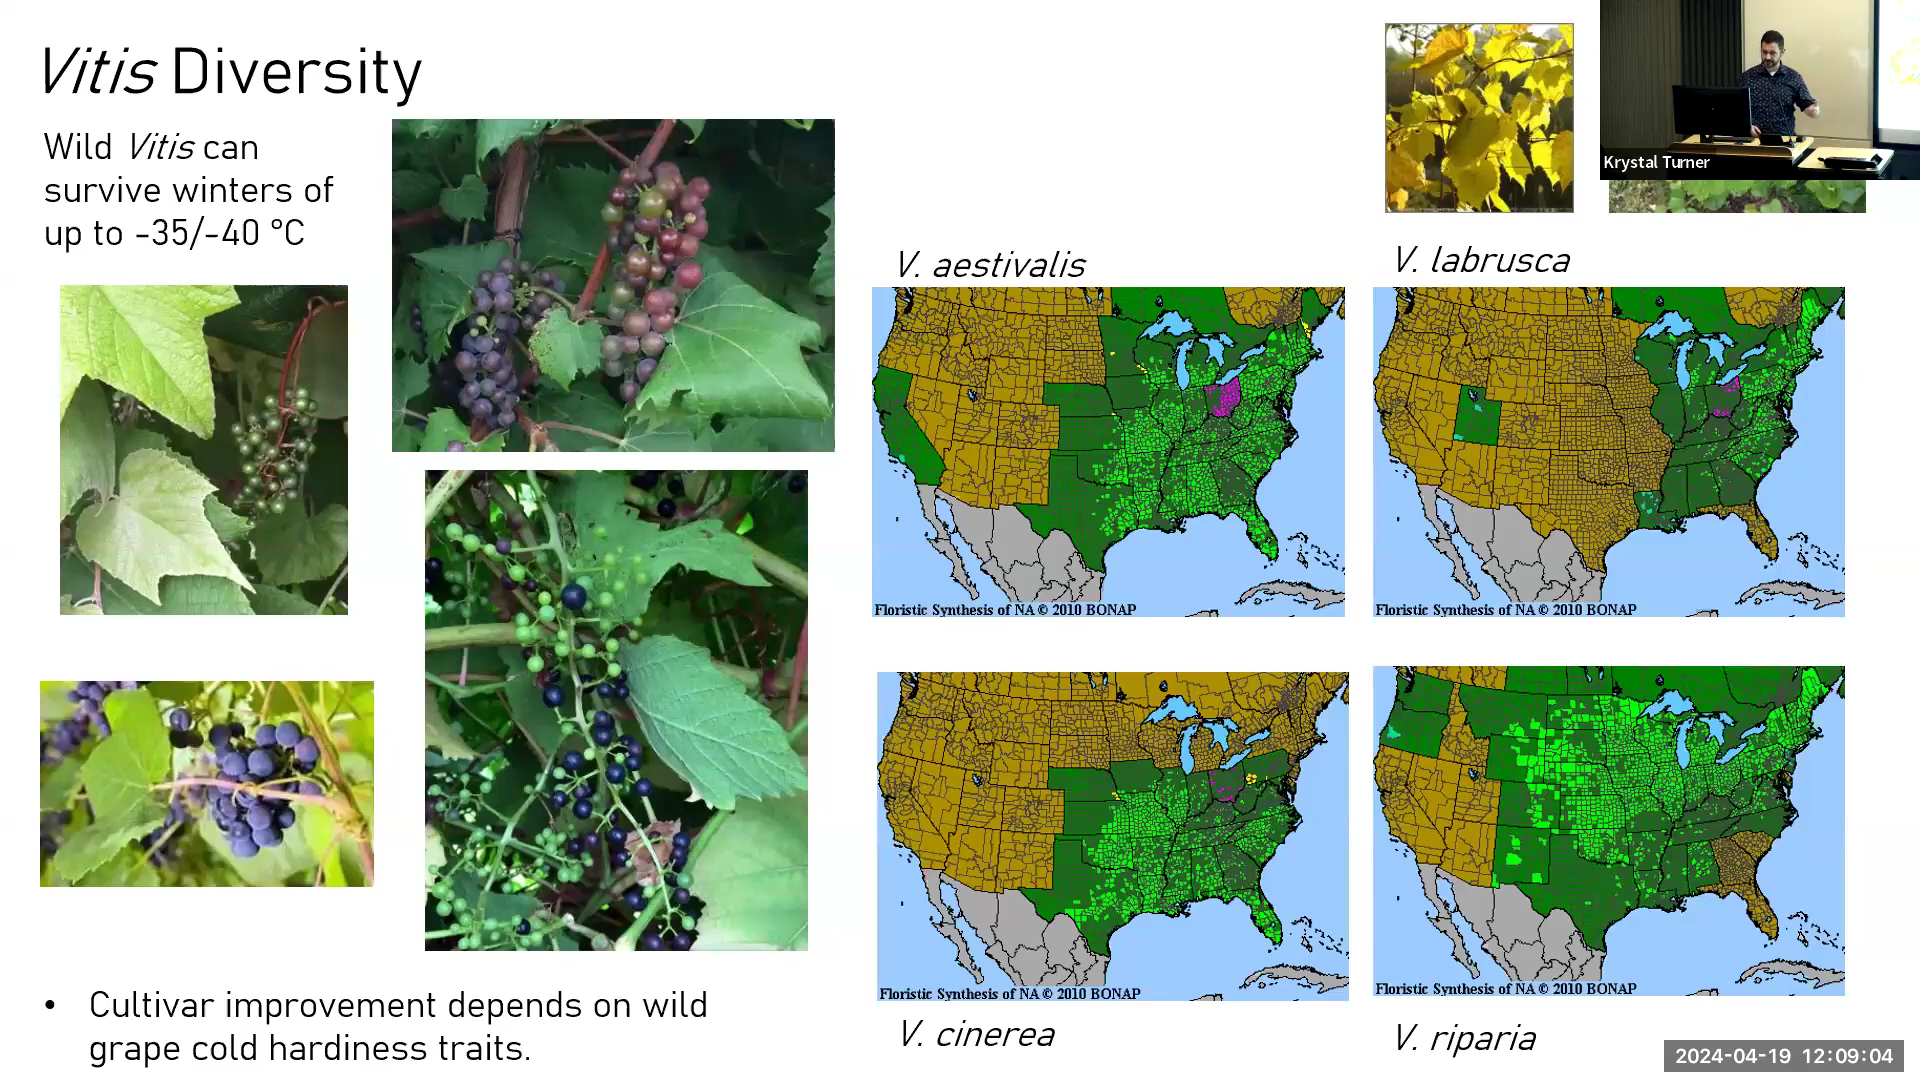 Vitis Diversity
Wild Vitis can
survive winters of
up to -35/-40 °C
Krystal Turner
V. aestivalis
V. labrusca
Floristic Synthesis of NA © 2010 BONAP
Floristic Synthesis of NA © 2010 BONAP
Floristic Synthesis of NA © 2010 BONAP
Floristic Synthesis of NA © 2010 BONAP
V. cinerea
V. riparia
• Cultivar improvement depends on wild
grape cold hardiness traits.
2024-04-19 12:09:04